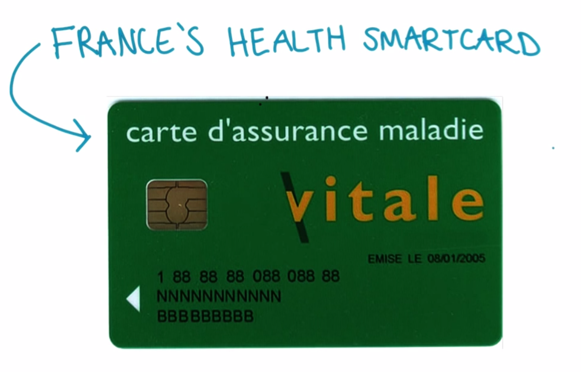 FRANCE'S HEALTH SMARTCARD
carte d'assurance maladie
vitale
EMISE LE 08/01/2005
1 88 88 88 088 088 88
NNNNNNNNNNN
BBBBBBBBB